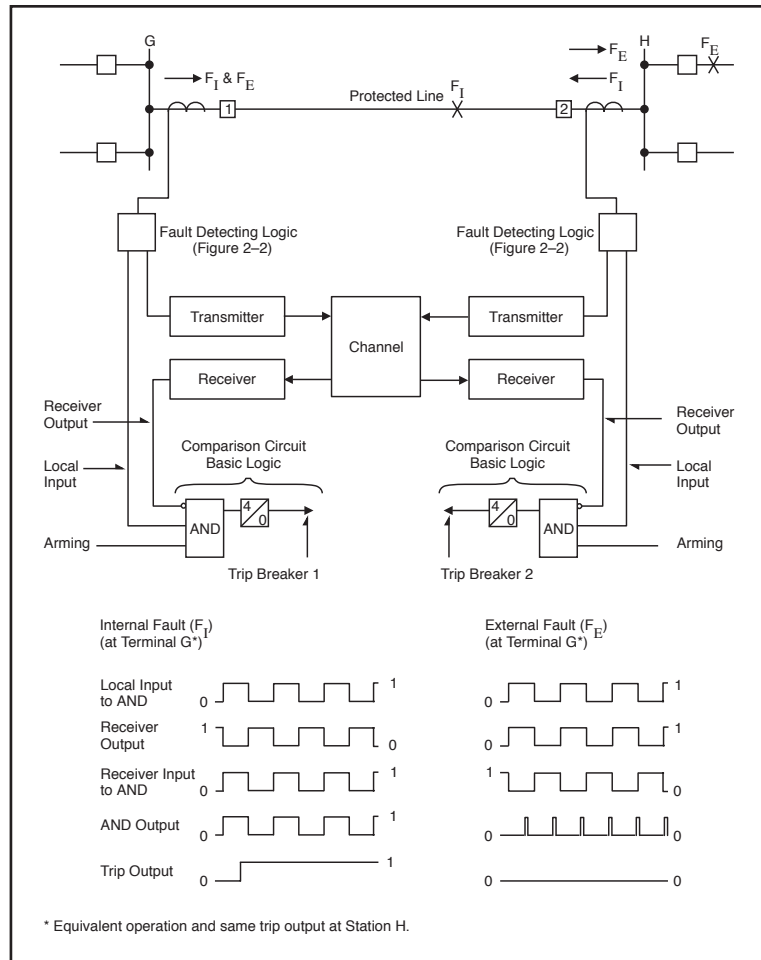 G
H
F_E
F_I & F_E
F_E
F_I
F_I
Protected Line
1
2
Fault Detecting Logic
(Figure 2–2)
Fault Detecting Logic
(Figure 2–2)
Transmitter
Transmitter
Channel
Receiver
Receiver
Receiver
Output
Receiver
Output
Comparison Circuit
Basic Logic
Comparison Circuit
Basic Logic
Local
Input
Local
Input
AND
4
0
4
0
AND
Arming
Arming
Trip Breaker 1
Trip Breaker 2
Internal Fault (F_I)
(at Terminal G*)
External Fault (F_E)
(at Terminal G*)
Local Input
to AND
0
1
0
1
Receiver
Output
1
0
0
1
Receiver Input
to AND
0
1
1
0
AND Output
0
1
0
0
Trip Output
0
1
0
0
* Equivalent operation and same trip output at Station H.